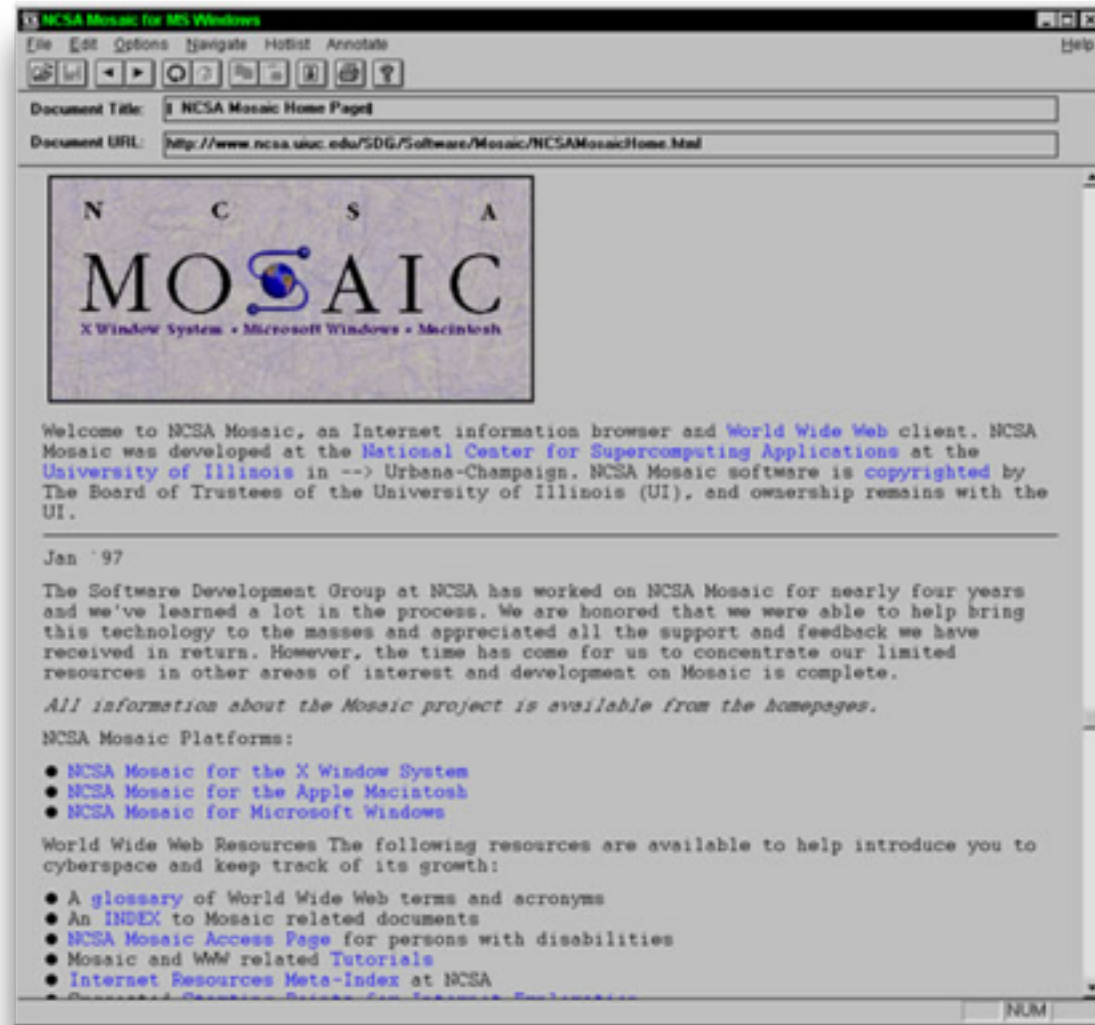 NCSA Mosaic for MS Windows
File Edit Options Navigate Hotlist Annotate Help
Document Title: NCSA Mosaic Home Page
Document URL: http://www.ncsa.uiuc.edu/SDG/Software/Mosaic/NCSAMosaicHome.html
N C S A
MOSAIC
X Window System • Microsoft Windows • Macintosh
Welcome to NCSA Mosaic, an Internet information browser and World Wide Web client. NCSA
Mosaic was developed at the National Center for Supercomputing Applications at the
University of Illinois in --> Urbana-Champaign. NCSA Mosaic software is copyrighted by
The Board of Trustees of the University of Illinois (UI), and ownership remains with the
UI.
Jan `97
The Software Development Group at NCSA has worked on NCSA Mosaic for nearly four years
and we've learned a lot in the process. We are honored that we were able to help bring
this technology to the masses and appreciated all the support and feedback we have
received in return. However, the time has come for us to concentrate our limited
resources in other areas of interest and development on Mosaic is complete.
All information about the Mosaic project is available from the homepages.
NCSA Mosaic Platforms:
● NCSA Mosaic for the X Window System
● NCSA Mosaic for the Apple Macintosh
● NCSA Mosaic for Microsoft Windows
World Wide Web Resources The following resources are available to help introduce you to
cyberspace and keep track of its growth:
● A glossary of World Wide Web terms and acronyms
● An INDEX to Mosaic related documents
● NCSA Mosaic Access Page for persons with disabilities
● Mosaic and WWW related Tutorials
● Internet Resources Meta-Index at NCSA
NUM